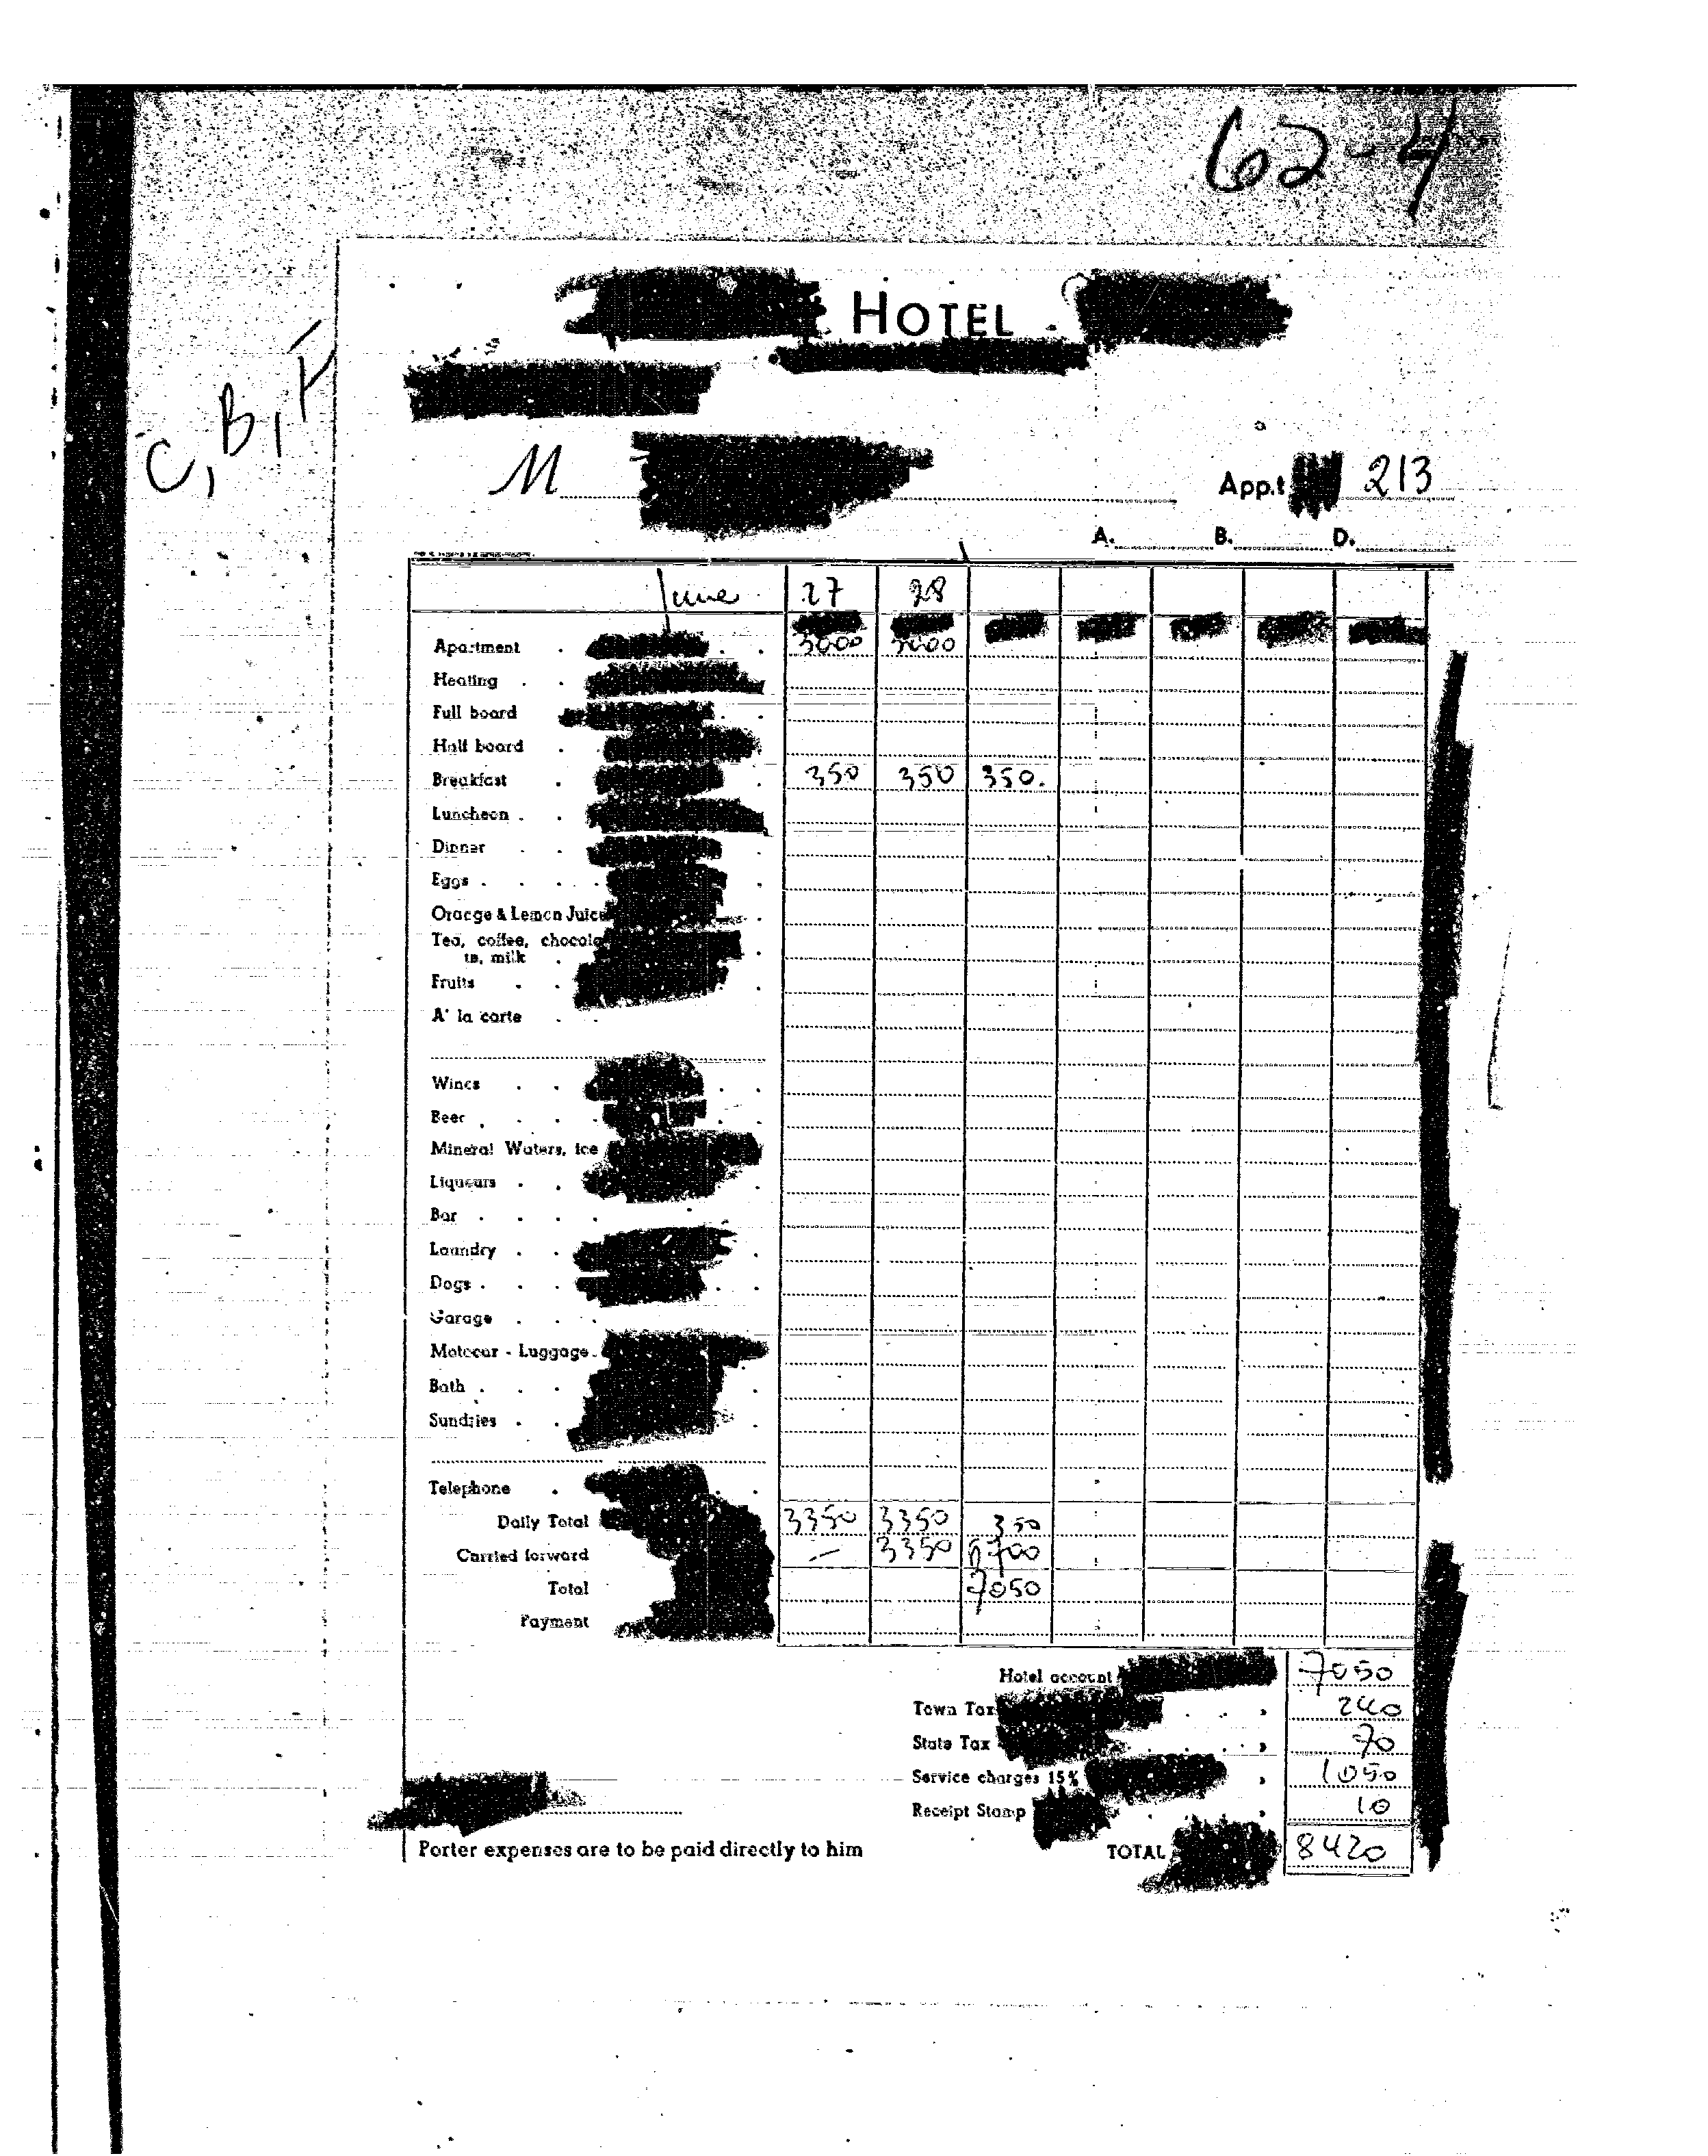 62-4
HOTEL
C, B, F
M App.t 213
A. B. D.
June 27 28
Apartment 3000 3000
Heating
Full board
Half board
Breakfast 350 350 350.
Luncheon
Dinner
Eggs
Orange & Lemon Juice
Tea, coffee, chocola
te, milk
Fruits
A' la carte
Wines
Beer
Mineral Waters, ice
Liqueurs
Bar
Laundry
Dogs
Garage
Motocar - Luggage
Bath
Sundries
Telephone
Daily Total 3350 3350 350
Carried forward — 3350 6700
Total 7050
Payment
Hotel account 7050
Town Tax 240
State Tax 70
Service charges 15% 1050
Receipt Stamp 10
Porter expenses are to be paid directly to him TOTAL 8420